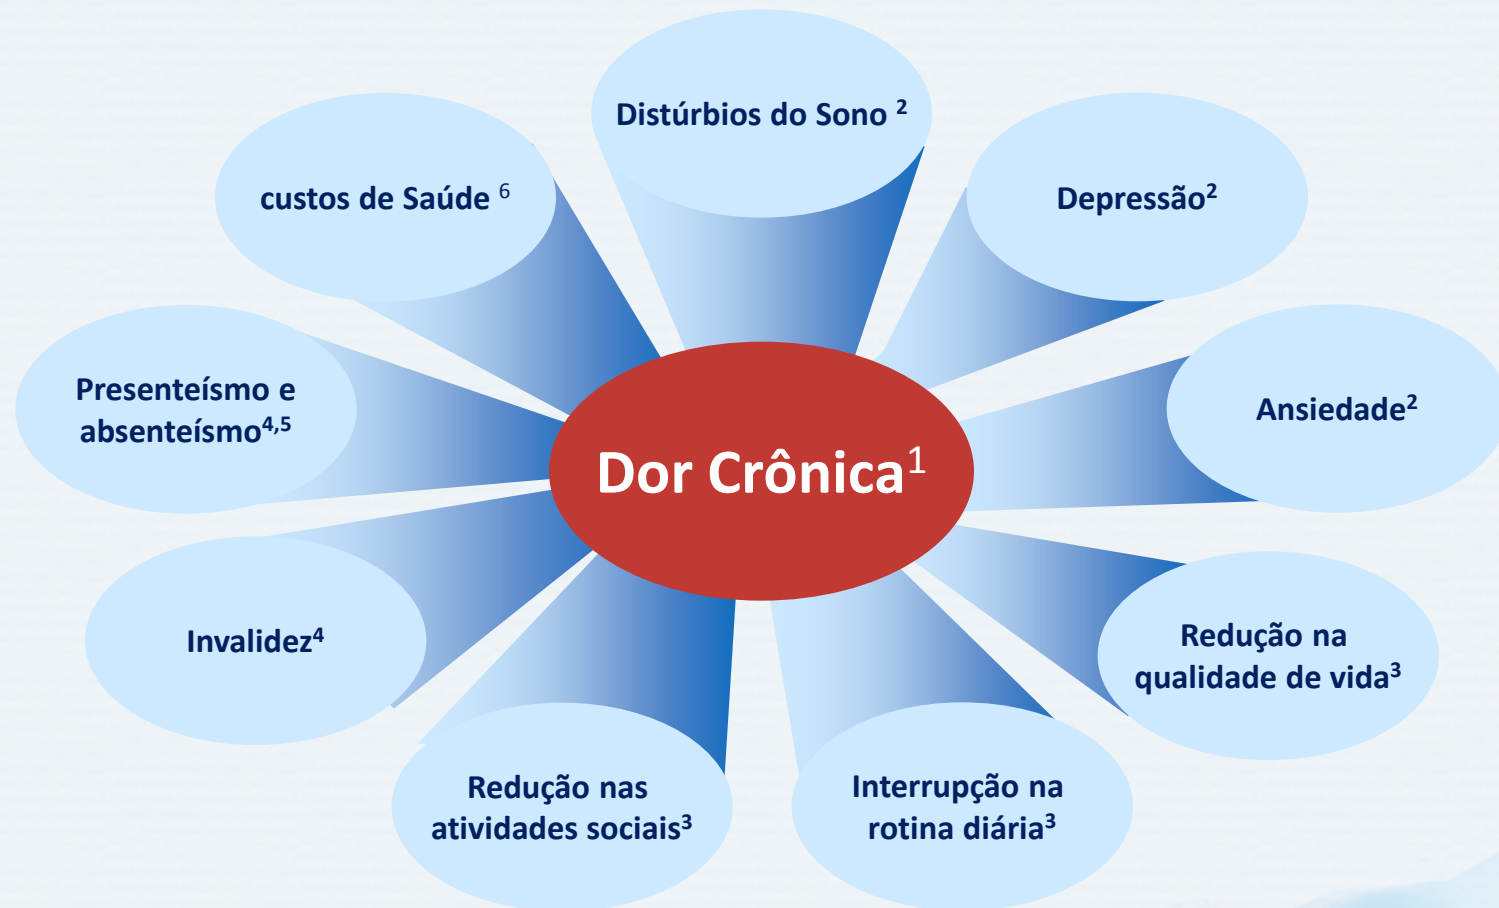 Distúrbios do Sono ²
custos de Saúde ⁶
Depressão²
Presenteísmo e
absenteísmo⁴,⁵
Ansiedade²
Dor Crônica¹
Invalidez⁴
Redução na
qualidade de vida³
Redução nas
atividades sociais³
Interrupção na
rotina diária³